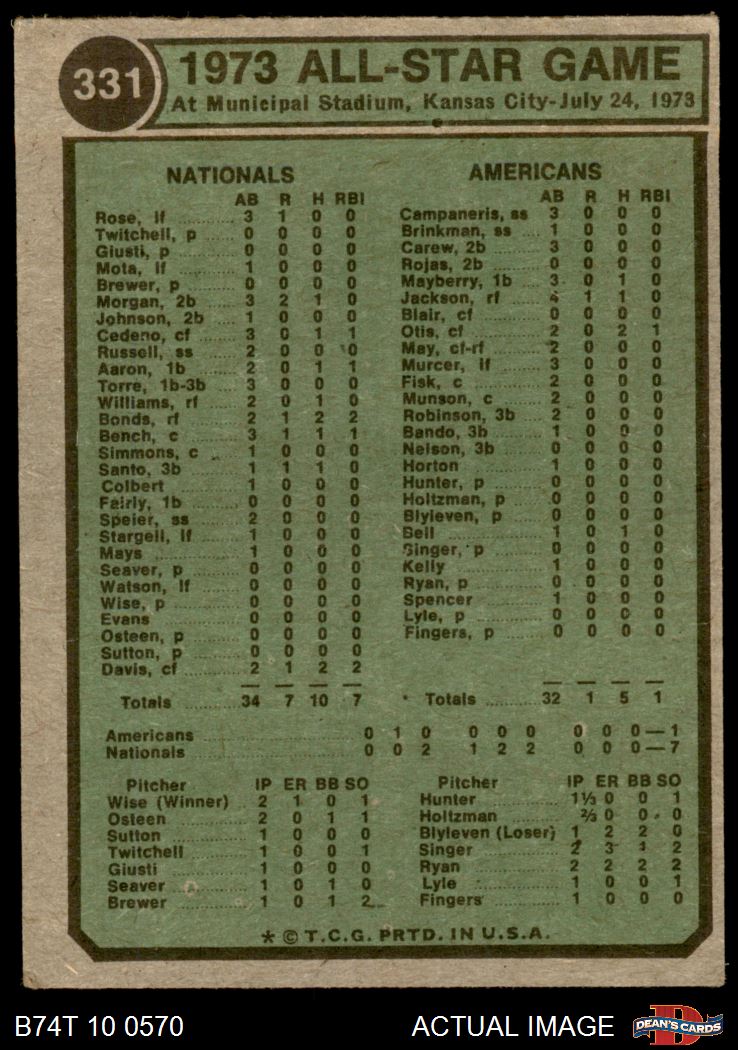 331
1973 ALL-STAR GAME
At Municipal Stadium, Kansas City-July 24, 1973
NATIONALS
AB R H RBI
Rose, lf 3 1 0 0
Twitchell, p 0 0 0 0
Giusti, p 0 0 0 0
Mota, lf 1 0 0 0
Brewer, p 0 0 0 0
Morgan, 2b 3 2 1 0
Johnson, 2b 1 0 0 0
Cedeno, cf 3 0 1 1
Russell, ss 2 0 0 0
Aaron, 1b 2 0 1 1
Torre, 1b-3b 3 0 0 0
Williams, rf 2 0 1 0
Bonds, rf 2 1 2 2
Bench, c 3 1 1 1
Simmons, c 1 0 0 0
Santo, 3b 1 1 1 0
Colbert 1 0 0 0
Fairly, 1b 0 0 0 0
Speier, ss 2 0 0 0
Stargell, lf 1 0 0 0
Mays 1 0 0 0
Seaver, p 0 0 0 0
Watson, lf 0 0 0 0
Wise, p 0 0 0 0
Evans 0 0 0 0
Osteen, p 0 0 0 0
Sutton, p 0 0 0 0
Davis, cf 2 1 2 2
Totals 34 7 10 7
AMERICANS
AB R H RBI
Campaneris, ss 3 0 0 0
Brinkman, ss 1 0 0 0
Carew, 2b 3 0 0 0
Rojas, 2b 0 0 0 0
Mayberry, 1b 3 0 1 0
Jackson, rf 4 1 1 0
Blair, cf 0 0 0 0
Otis, cf 2 0 2 1
May, cf-rf 2 0 0 0
Murcer, lf 3 0 0 0
Fisk, c 2 0 0 0
Munson, c 2 0 0 0
Robinson, 3b 2 0 0 0
Bando, 3b 1 0 0 0
Nelson, 3b 0 0 0 0
Horton 1 0 0 0
Hunter, p 0 0 0 0
Holtzman, p 0 0 0 0
Blyleven, p 0 0 0 0
Bell 1 0 1 0
Singer, p 0 0 0 0
Kelly 1 0 0 0
Ryan, p 0 0 0 0
Spencer 1 0 0 0
Lyle, p 0 0 0 0
Fingers, p 0 0 0 0
Totals 32 1 5 1
Americans 0 1 0 0 0 0 0 0 0—1
Nationals 0 0 2 1 2 2 0 0 0—7
Pitcher IP ER BB SO
Wise (Winner) 2 1 0 1
Osteen 2 0 1 1
Sutton 1 0 0 0
Twitchell 1 0 0 1
Giusti 1 0 0 0
Seaver 1 0 1 0
Brewer 1 0 1 2
Pitcher IP ER BB SO
Hunter 1⅓ 0 0 1
Holtzman ⅔ 0 0 0
Blyleven (Loser) 1 2 2 0
Singer 2 3 1 2
Ryan 2 2 2 2
Lyle 1 0 0 1
Fingers 1 0 0 0
* © T.C.G. PRTD. IN U.S.A.
B74T 10 0570
ACTUAL IMAGE
DEAN'S CARDS